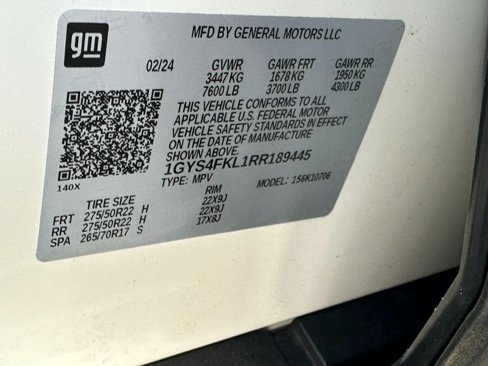 gm
MFD BY GENERAL MOTORS LLC
02/24 GVWR GAWR FRT GAWR RR
3447 KG 1678 KG 1950 KG
7600 LB 3700 LB 4300 LB
THIS VEHICLE CONFORMS TO ALL
APPLICABLE U.S. FEDERAL MOTOR
VEHICLE SAFETY STANDARDS IN EFFECT
ON THE DATE OF MANUFACTURE
SHOWN ABOVE.
1GYS4FKL1RR189445
140X
TYPE: MPV MODEL: 156K10706
TIRE SIZE RIM
FRT 275/50R22 H 22X9J
RR 275/50R22 H 22X9J
SPA 265/70R17 S 17X8J